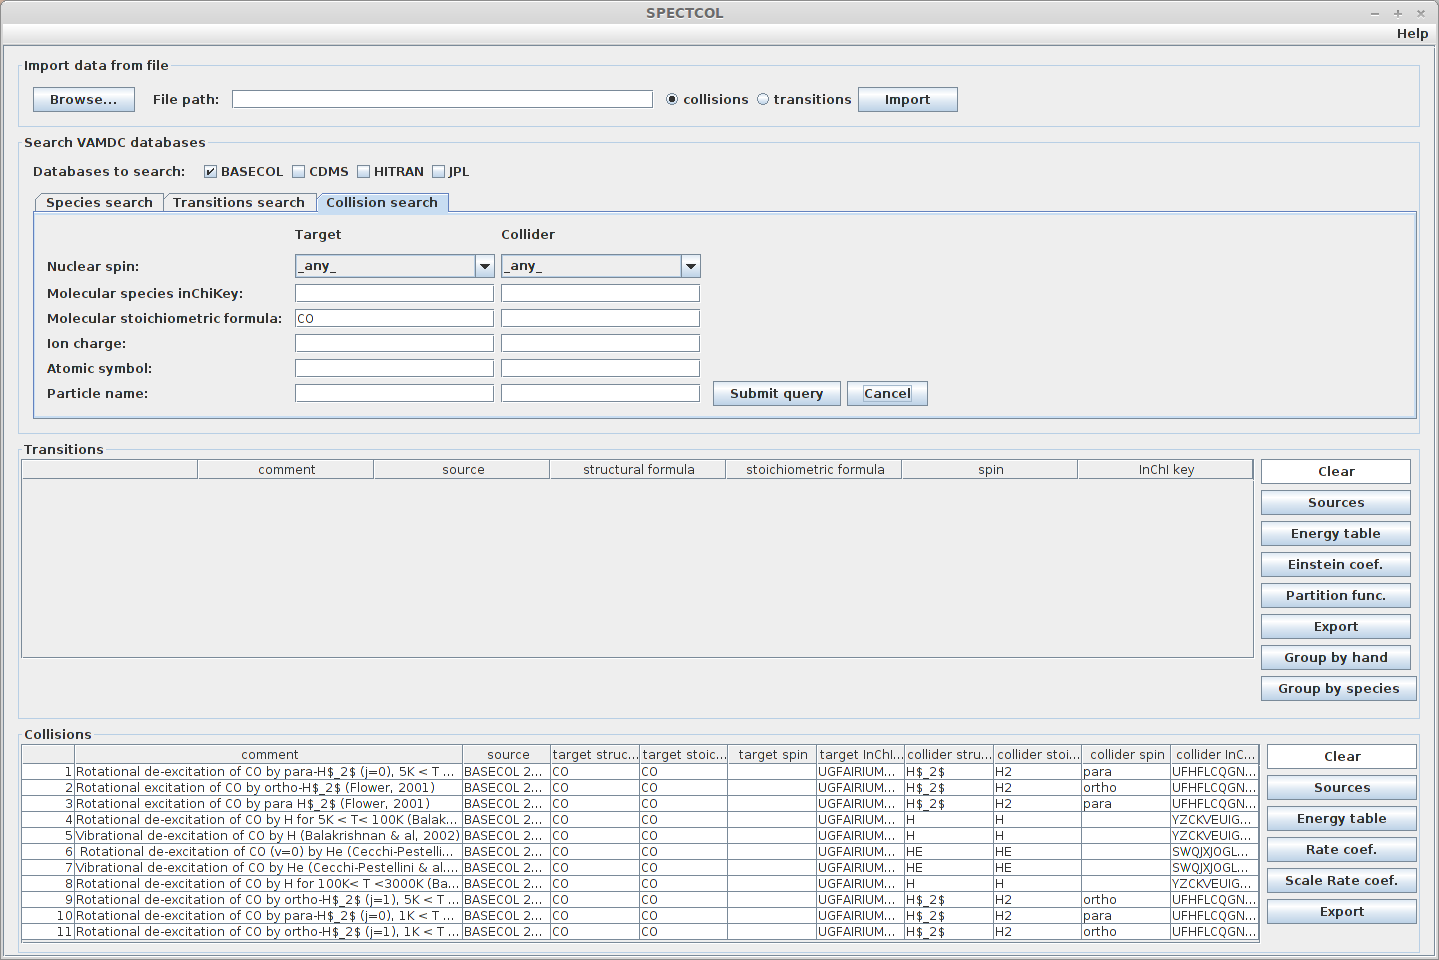 SPECTCOL
Help
Import data from file
Browse... File path: collisions transitions Import
Search VAMDC databases
Databases to search: BASECOL CDMS HITRAN JPL
Species search Transitions search Collision search
Target Collider
Nuclear spin: _any_ _any_
Molecular species inChiKey:
Molecular stoichiometric formula: CO
Ion charge:
Atomic symbol:
Particle name: Submit query Cancel
Transitions
comment source structural formula stoichiometric formula spin InChI key
Clear
Sources
Energy table
Einstein coef.
Partition func.
Export
Group by hand
Group by species
Collisions
comment source target struc... target stoic... target spin target InChI... collider stru... collider stoi... collider spin collider InC...
1 Rotational de-excitation of CO by para-H$_2$ (j=0), 5K < T ... BASECOL 2... CO CO UGFAIRIUM... H$_2$ H2 para UFHFLCQGN...
2 Rotational excitation of CO by ortho-H$_2$ (Flower, 2001) BASECOL 2... CO CO UGFAIRIUM... H$_2$ H2 ortho UFHFLCQGN...
3 Rotational excitation of CO by para H$_2$ (Flower, 2001) BASECOL 2... CO CO UGFAIRIUM... H$_2$ H2 para UFHFLCQGN...
4 Rotational de-excitation of CO by H for 5K < T< 100K (Balak... BASECOL 2... CO CO UGFAIRIUM... H H YZCKVEUIG...
5 Vibrational de-excitation of CO by H (Balakrishnan & al, 2002) BASECOL 2... CO CO UGFAIRIUM... H H YZCKVEUIG...
6 Rotational de-excitation of CO (v=0) by He (Cecchi-Pestelli... BASECOL 2... CO CO UGFAIRIUM... HE HE SWQJXJOGL...
7 Vibrational de-excitation of CO by He (Cecchi-Pestellini & al.... BASECOL 2... CO CO UGFAIRIUM... HE HE SWQJXJOGL...
8 Rotational de-excitation of CO by H for 100K< T <3000K (Ba... BASECOL 2... CO CO UGFAIRIUM... H H YZCKVEUIG...
9 Rotational de-excitation of CO by ortho-H$_2$ (j=1), 5K < T ... BASECOL 2... CO CO UGFAIRIUM... H$_2$ H2 ortho UFHFLCQGN...
10 Rotational de-excitation of CO by para-H$_2$ (j=0), 1K < T ... BASECOL 2... CO CO UGFAIRIUM... H$_2$ H2 para UFHFLCQGN...
11 Rotational de-excitation of CO by ortho-H$_2$ (j=1), 1K < T ... BASECOL 2... CO CO UGFAIRIUM... H$_2$ H2 ortho UFHFLCQGN...
Clear
Sources
Energy table
Rate coef.
Scale Rate coef.
Export